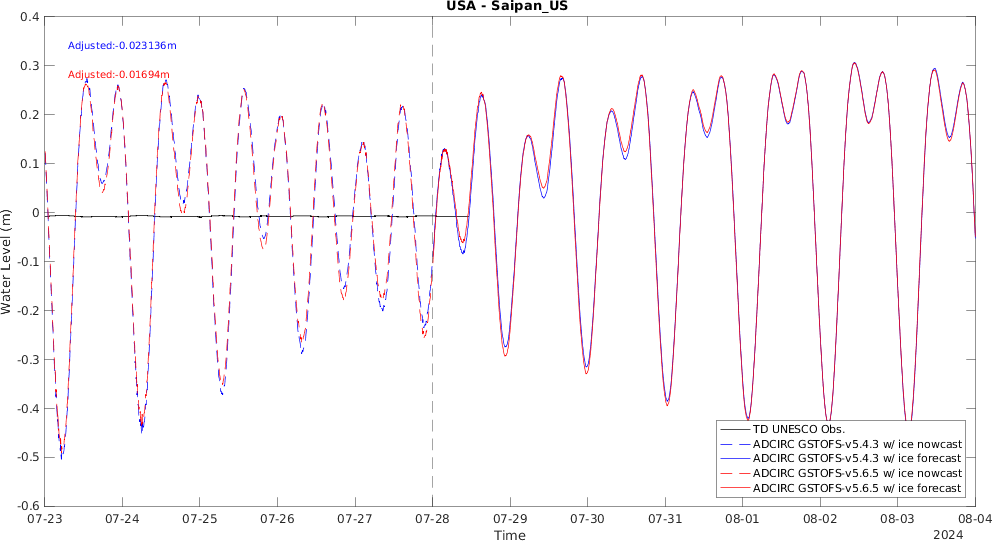 USA - Saipan_US
Adjusted:-0.023136m
Adjusted:-0.01694m
Water Level (m)
0.4
0.3
0.2
0.1
0
-0.1
-0.2
-0.3
-0.4
-0.5
-0.6
TD UNESCO Obs.
ADCIRC GSTOFS-v5.4.3 w/ ice nowcast
ADCIRC GSTOFS-v5.4.3 w/ ice forecast
ADCIRC GSTOFS-v5.6.5 w/ ice nowcast
ADCIRC GSTOFS-v5.6.5 w/ ice forecast
07-23 07-24 07-25 07-26 07-27 07-28 07-29 07-30 07-31 08-01 08-02 08-03 08-04
Time
2024